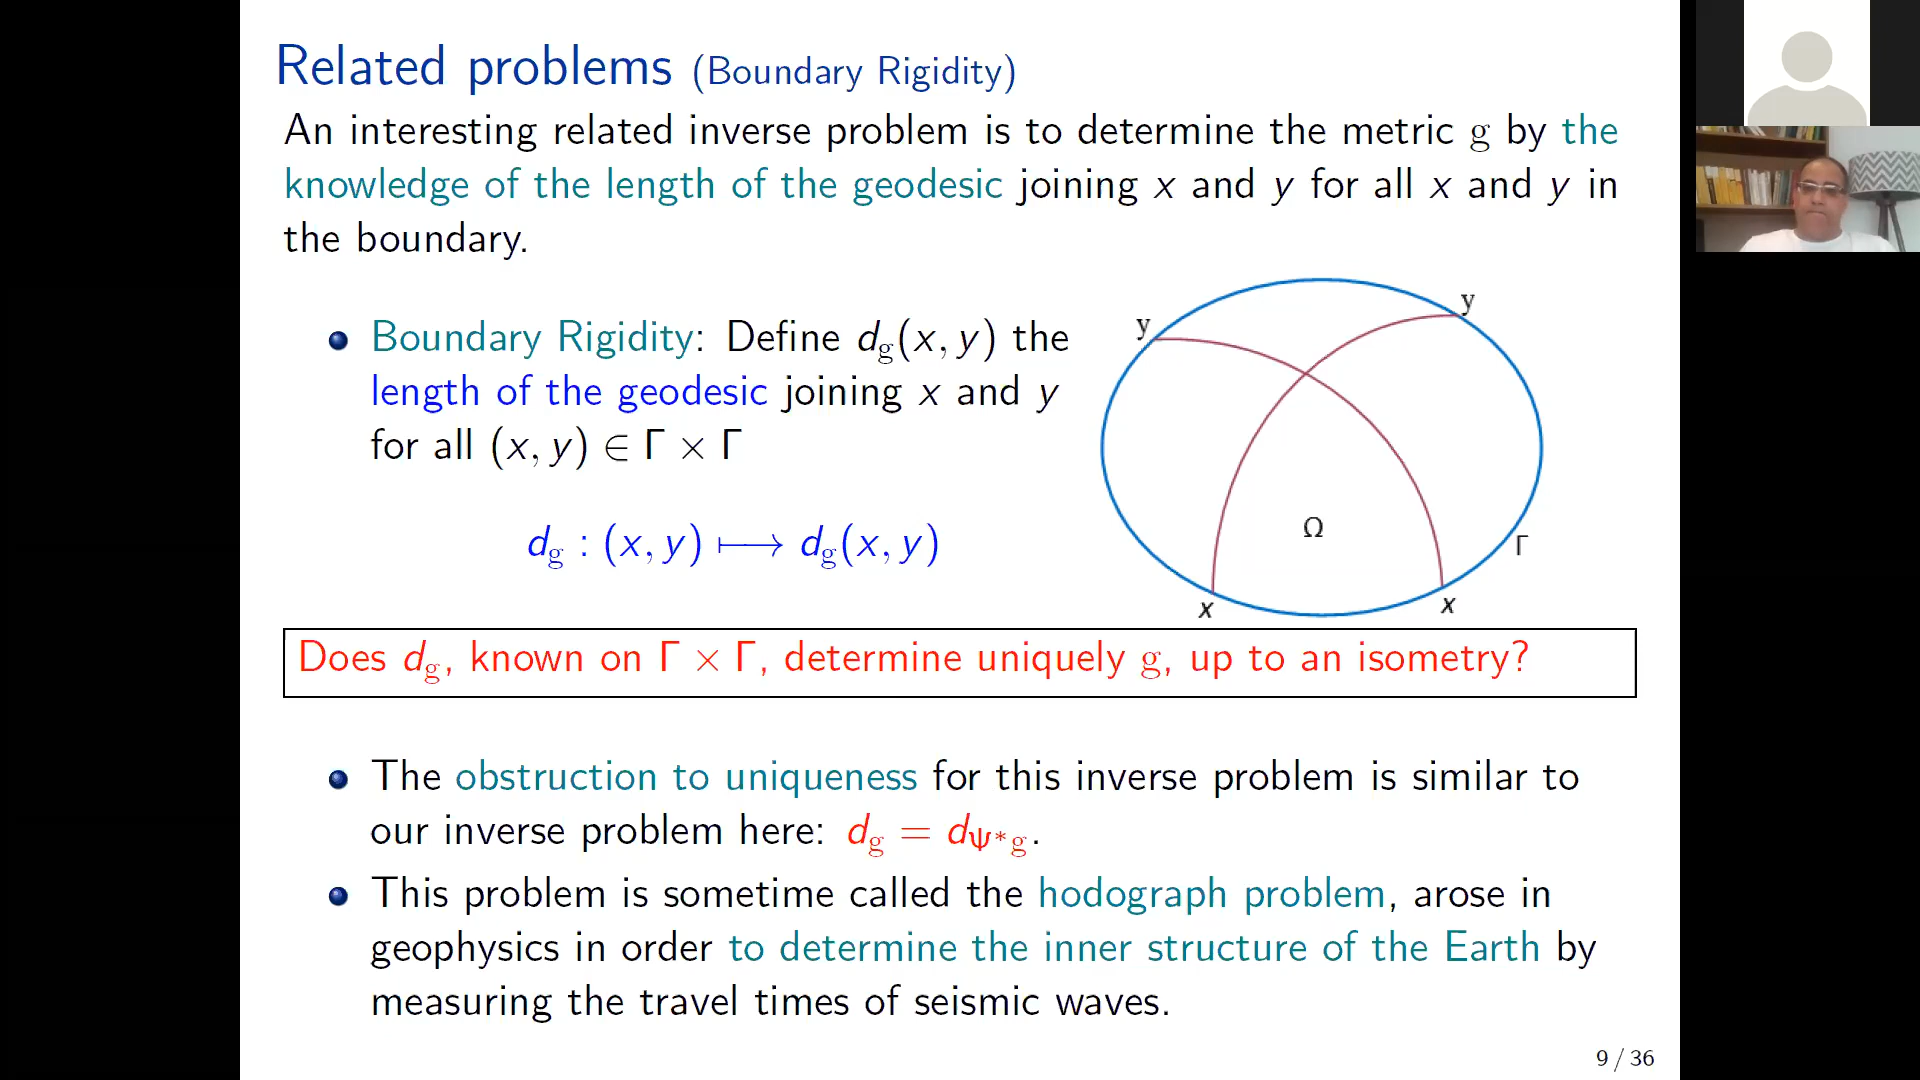 Related problems (Boundary Rigidity)
An interesting related inverse problem is to determine the metric g by the
knowledge of the length of the geodesic joining x and y for all x and y in
the boundary.
Boundary Rigidity: Define d_g(x, y) the
length of the geodesic joining x and y
for all (x, y) ∈ Γ × Γ
d_g : (x, y) ⟼ d_g(x, y)
y
y
Ω
Γ
x
x
Does d_g, known on Γ × Γ, determine uniquely g, up to an isometry?
The obstruction to uniqueness for this inverse problem is similar to
our inverse problem here: d_g = d_ψ*g.
This problem is sometime called the hodograph problem, arose in
geophysics in order to determine the inner structure of the Earth by
measuring the travel times of seismic waves.
9 / 36